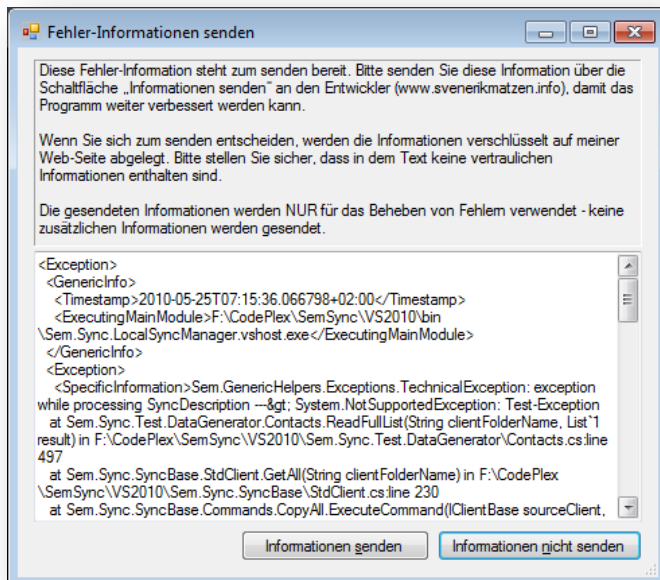 Fehler-Informationen senden
Diese Fehler-Information steht zum senden bereit. Bitte senden Sie diese Information über die
Schaltfläche „Informationen senden“ an den Entwickler (www.svenerikmatzen.info), damit das
Programm weiter verbessert werden kann.
Wenn Sie sich zum senden entscheiden, werden die Informationen verschlüsselt auf meiner
Web-Seite abgelegt. Bitte stellen Sie sicher, dass in dem Text keine vertraulichen
Informationen enthalten sind.
Die gesendeten Informationen werden NUR für das Beheben von Fehlern verwendet - keine
zusätzlichen Informationen werden gesendet.
<Exception>
<GenericInfo>
<Timestamp>2010-05-25T07:15:36.066798+02:00</Timestamp>
<ExecutingMainModule>F:\CodePlex\SemSync\VS2010\bin
\Sem.Sync.LocalSyncManager.vshost.exe</ExecutingMainModule>
</GenericInfo>
<Exception>
<SpecificInformation>Sem.GenericHelpers.Exceptions.TechnicalException: exception
while processing SyncDescription ---&gt; System.NotSupportedException: Test-Exception
at Sem.Sync.Test.DataGenerator.Contacts.ReadFullList(String clientFolderName, List`1
result) in F:\CodePlex\SemSync\VS2010\Sem.Sync.Test.DataGenerator\Contacts.cs:line
497
at Sem.Sync.SyncBase.StdClient.GetAll(String clientFolderName) in F:\CodePlex
\SemSync\VS2010\Sem.Sync.SyncBase\StdClient.cs:line 230
at Sem.Sync.SyncBase.Commands.CopyAll.ExecuteCommand(IClientBase sourceClient,
Informationen senden
Informationen nicht senden